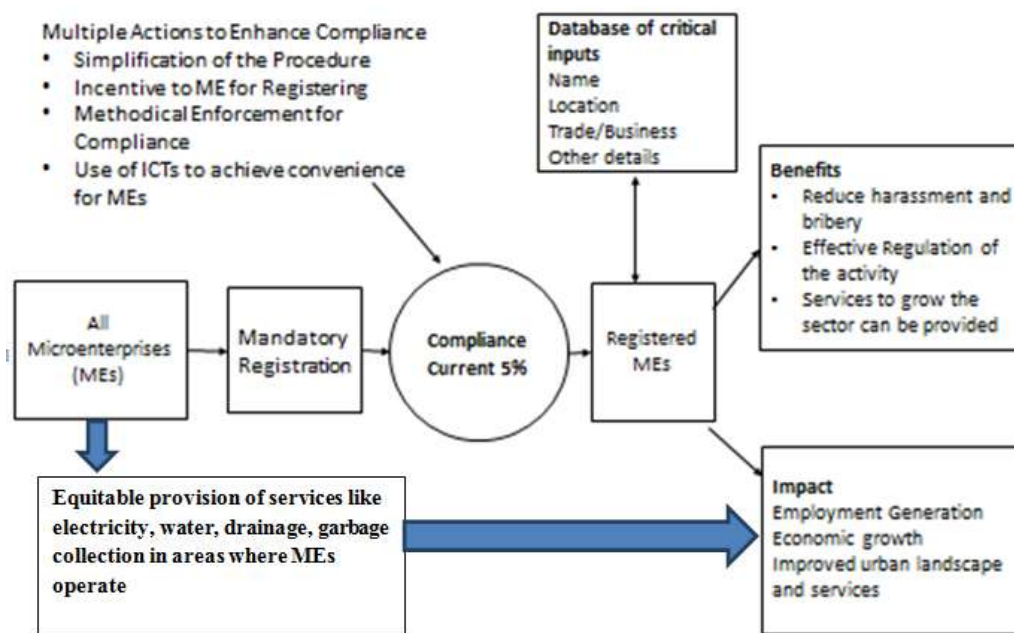 Multiple Actions to Enhance Compliance
• Simplification of the Procedure
• Incentive to ME for Registering
• Methodical Enforcement for
Compliance
• Use of ICTs to achieve convenience
for MEs
Database of critical
inputs
Name
Location
Trade/Business
Other details
Benefits
• Reduce harassment and
bribery
• Effective Regulation of
the activity
• Services to grow the
sector can be provided
All
Microenterprises
(MEs)
Mandatory
Registration
Compliance
Current 5%
Registered
MEs
Equitable provision of services like
electricity, water, drainage, garbage
collection in areas where MEs
operate
Impact
Employment Generation
Economic growth
Improved urban landscape
and services